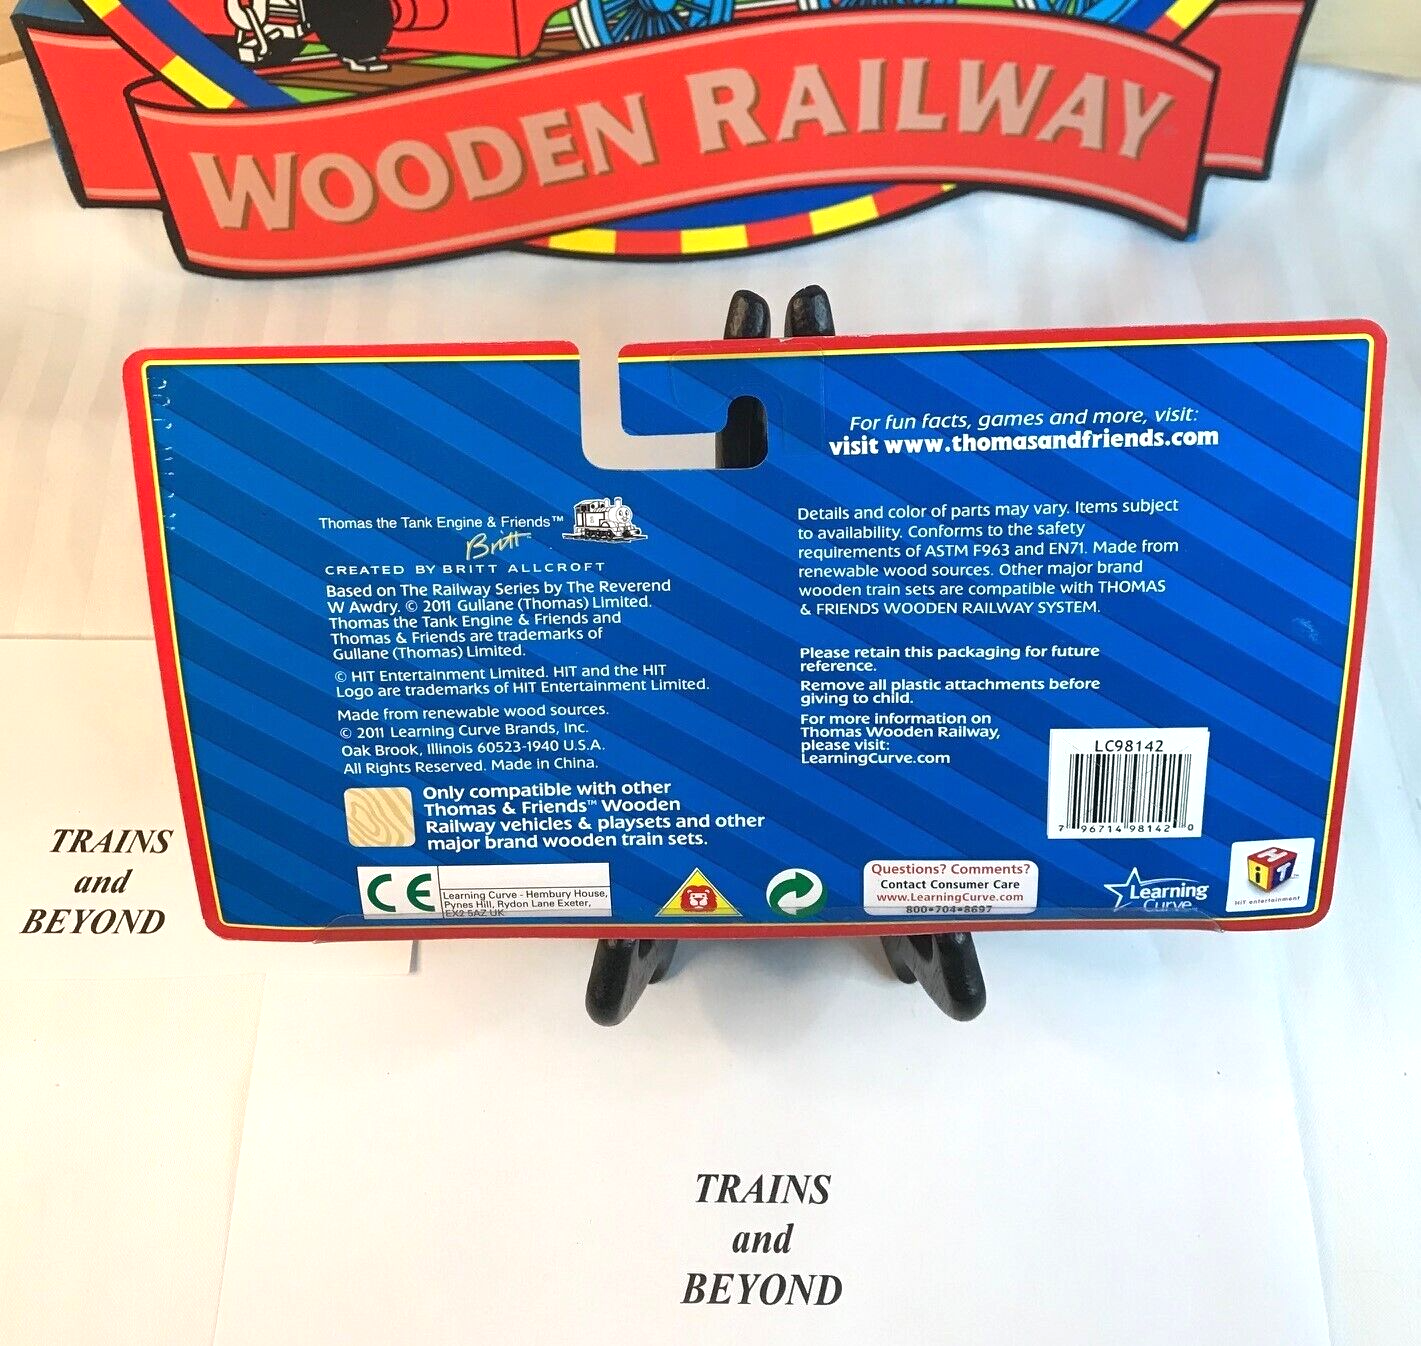 WOODEN RAILWAY
For fun facts, games and more, visit:
visit www.thomasandfriends.com
Thomas the Tank Engine & Friends™
Britt
CREATED BY BRITT ALLCROFT
Based on The Railway Series by The Reverend
W Awdry. © 2011 Gullane (Thomas) Limited.
Thomas the Tank Engine & Friends and
Thomas & Friends are trademarks of
Gullane (Thomas) Limited.
© HIT Entertainment Limited. HIT and the HIT
Logo are trademarks of HIT Entertainment Limited.
Made from renewable wood sources.
© 2011 Learning Curve Brands, Inc.
Oak Brook, Illinois 60523-1940 U.S.A.
All Rights Reserved. Made in China.
Only compatible with other
Thomas & Friends™ Wooden
Railway vehicles & playsets and other
major brand wooden train sets.
CE
Learning Curve - Hembury House,
Pynes Hill, Rydon Lane Exeter,
EX2 5AZ UK
Details and color of parts may vary. Items subject
to availability. Conforms to the safety
requirements of ASTM F963 and EN71. Made from
renewable wood sources. Other major brand
wooden train sets are compatible with THOMAS
& FRIENDS WOODEN RAILWAY SYSTEM.
Please retain this packaging for future
reference.
Remove all plastic attachments before
giving to child.
For more information on
Thomas Wooden Railway,
please visit:
LearningCurve.com
LC98142
7 96714 98142 0
Questions? Comments?
Contact Consumer Care
www.LearningCurve.com
800•704•8697
Learning
Curve
HiT
HiT entertainment
TRAINS
and
BEYOND
TRAINS
and
BEYOND